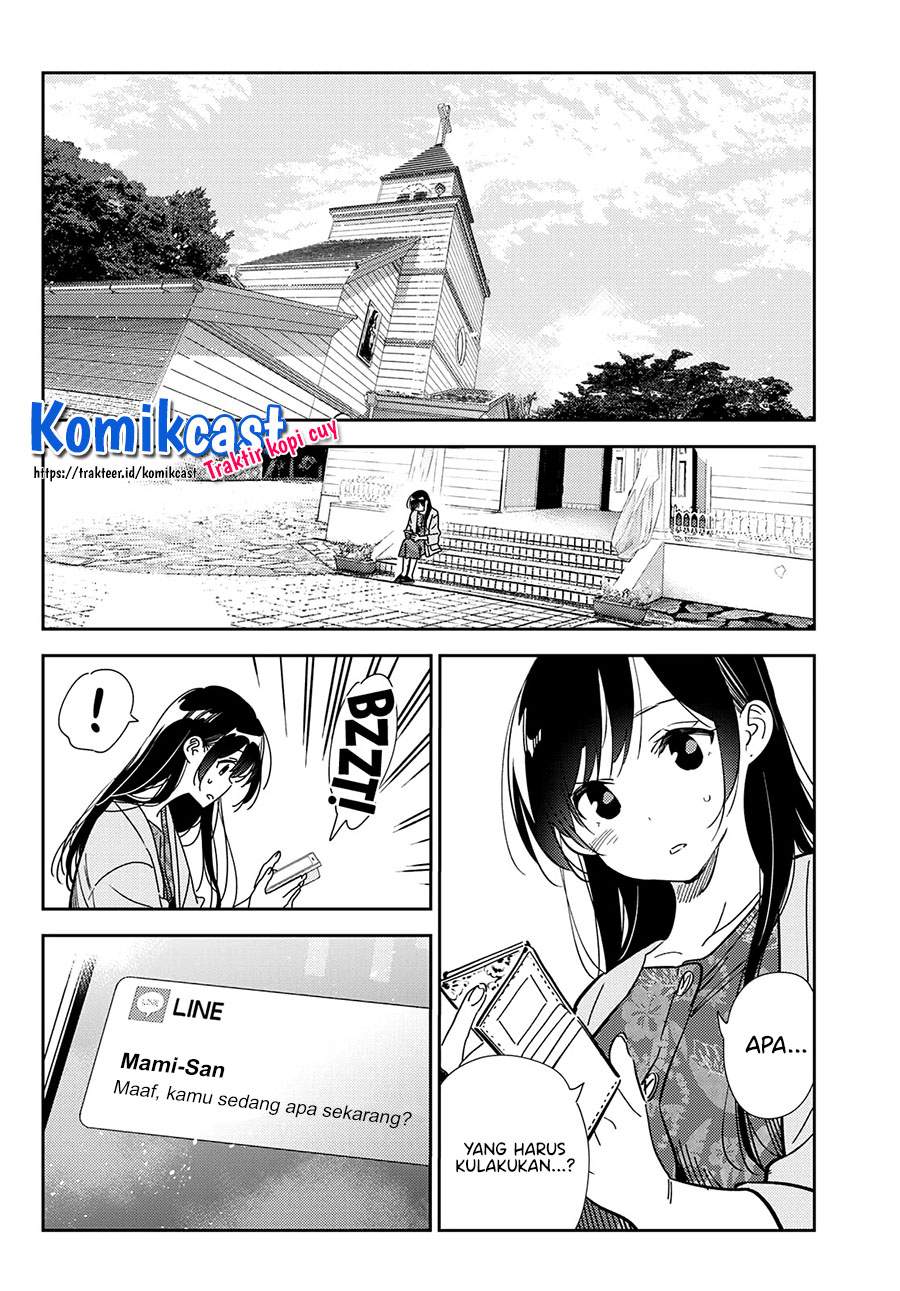 Komikcast
Traktir kopi cuy
https://trakteer.id/komikcast
APA...
YANG HARUS
KULAKUKAN...?
!
BZZT!
LINE
LINE
Mami-San
Maaf, kamu sedang apa sekarang?